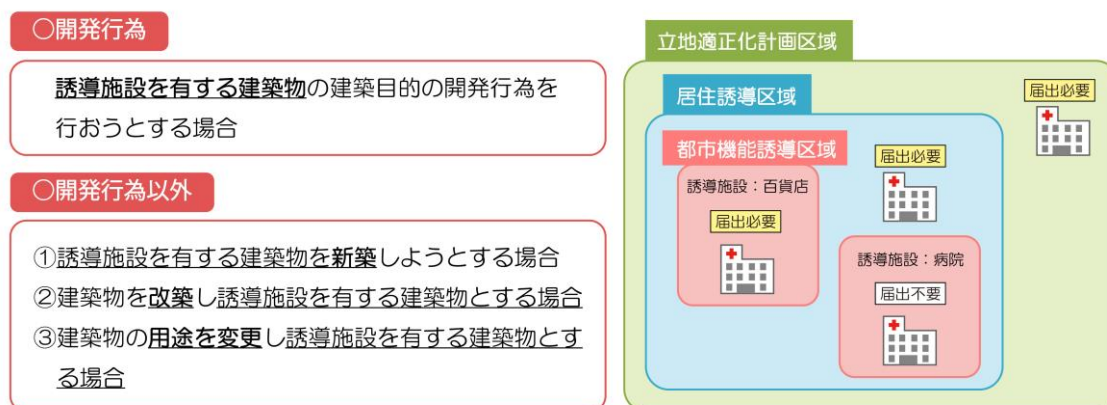 ○開発行為
誘導施設を有する建築物の建築目的の開発行為を
行おうとする場合
○開発行為以外
①誘導施設を有する建築物を新築しようとする場合
②建築物を改築し誘導施設を有する建築物とする場合
③建築物の用途を変更し誘導施設を有する建築物とす
る場合
立地適正化計画区域
届出必要
居住誘導区域
都市機能誘導区域
届出必要
誘導施設：百貨店
届出必要
誘導施設：病院
届出不要